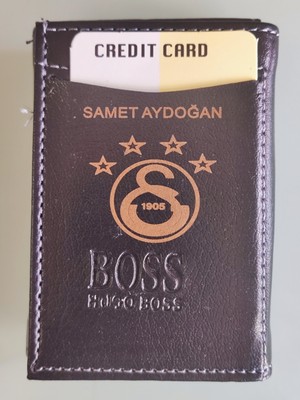 CREDIT CARD
SAMET AYDOĞAN
1905
BOSS
HUGO BOSS